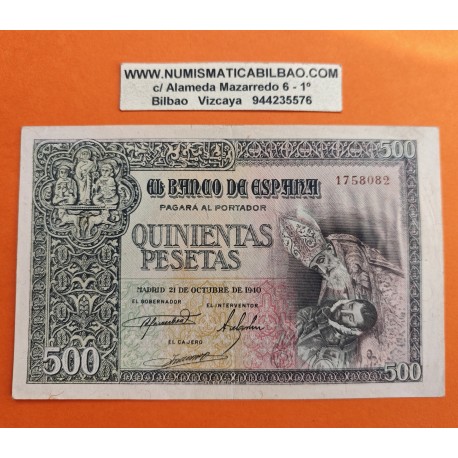 WWW.NUMISMATICABILBAO.COM
c/ Alameda Mazarredo 6 - 1º
Bilbao Vizcaya 944235576
500
1758082
EL BANCO DE ESPAÑA
PAGARÁ AL PORTADOR
QUINIENTAS
PESETAS
MADRID 21 DE OCTUBRE DE 1940
EL GOBERNADOR EL INTERVENTOR
EL CAJERO
500
500